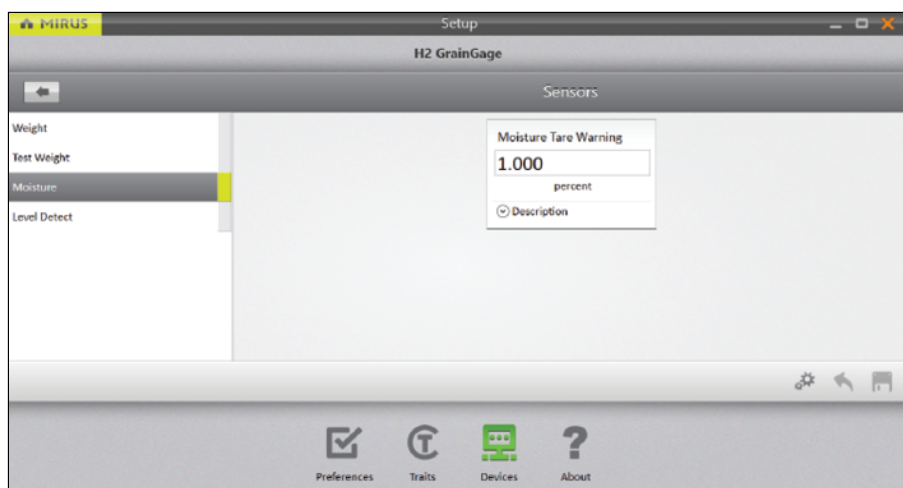 MIRUS
Setup
H2 GrainGage
Sensors
Weight
Test Weight
Moisture
Level Detect
Moisture Tare Warning
1.000
percent
Description
Preferences
Traits
Devices
About